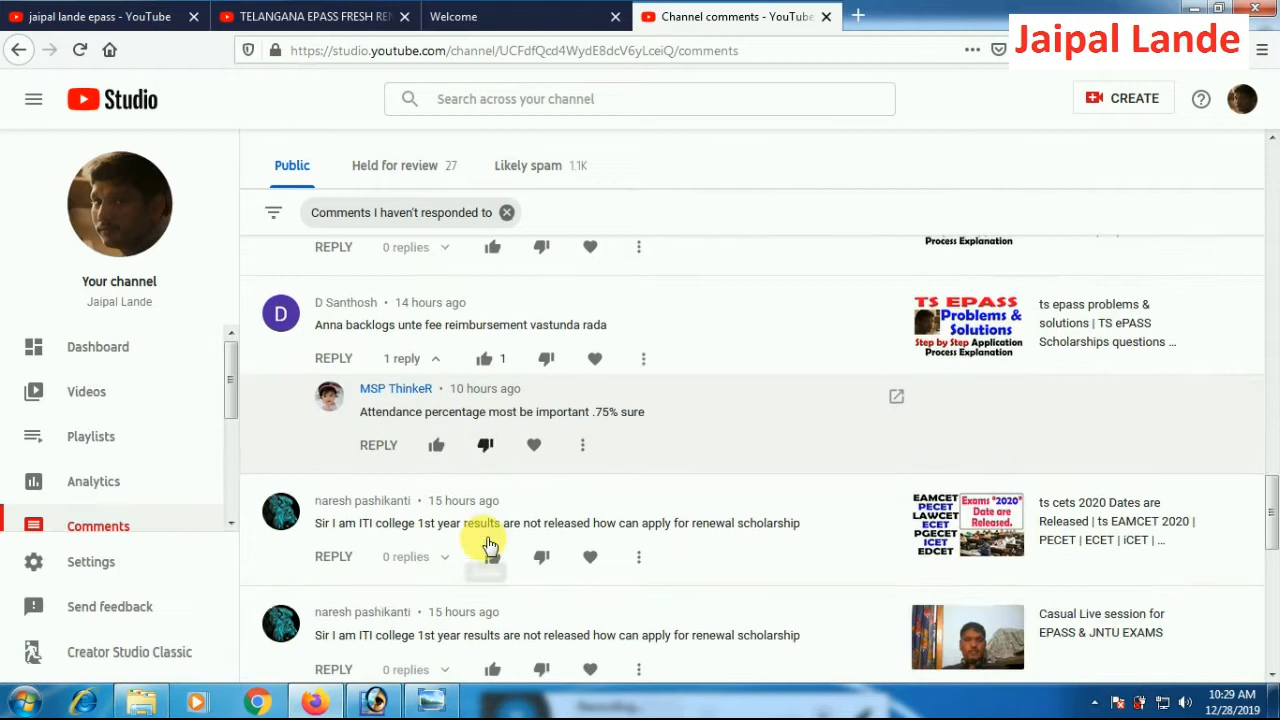 jaipal lande epass - YouTube
TELANGANA EPASS FRESH REN
Welcome
Channel comments - YouTube
Jaipal Lande
https://studio.youtube.com/channel/UCFdfQcd4WydE8dcV6yLceiQ/comments
Studio
Search across your channel
CREATE
Public
Held for review 27
Likely spam 1.1K
Comments I haven't responded to
Your channel
Jaipal Lande
Dashboard
Videos
Playlists
Analytics
Comments
Settings
Send feedback
Creator Studio Classic
REPLY 0 replies
Process Explanation
D
D Santhosh • 14 hours ago
Anna backlogs unte fee reimbursement vastunda rada
REPLY 1 reply 1
TS EPASS
Problems &
Solutions
Step by Step Application
Process Explanation
ts epass problems &
solutions | TS ePASS
Scholarships questions ...
MSP ThinkeR • 10 hours ago
Attendance percentage most be important .75% sure
REPLY
naresh pashikanti • 15 hours ago
Sir I am ITI college 1st year results are not released how can apply for renewal scholarship
REPLY 0 replies
EAMCET
PECET
LAWCET
ECET
PGECET
ICET
EDCET
Exams "2020"
Date are
Released.
ts cets 2020 Dates are
Released | ts EAMCET 2020 |
PECET | ECET | iCET | ...
naresh pashikanti • 15 hours ago
Sir I am ITI college 1st year results are not released how can apply for renewal scholarship
REPLY 0 replies
Casual Live session for
EPASS & JNTU EXAMS
10:29 AM
12/28/2019